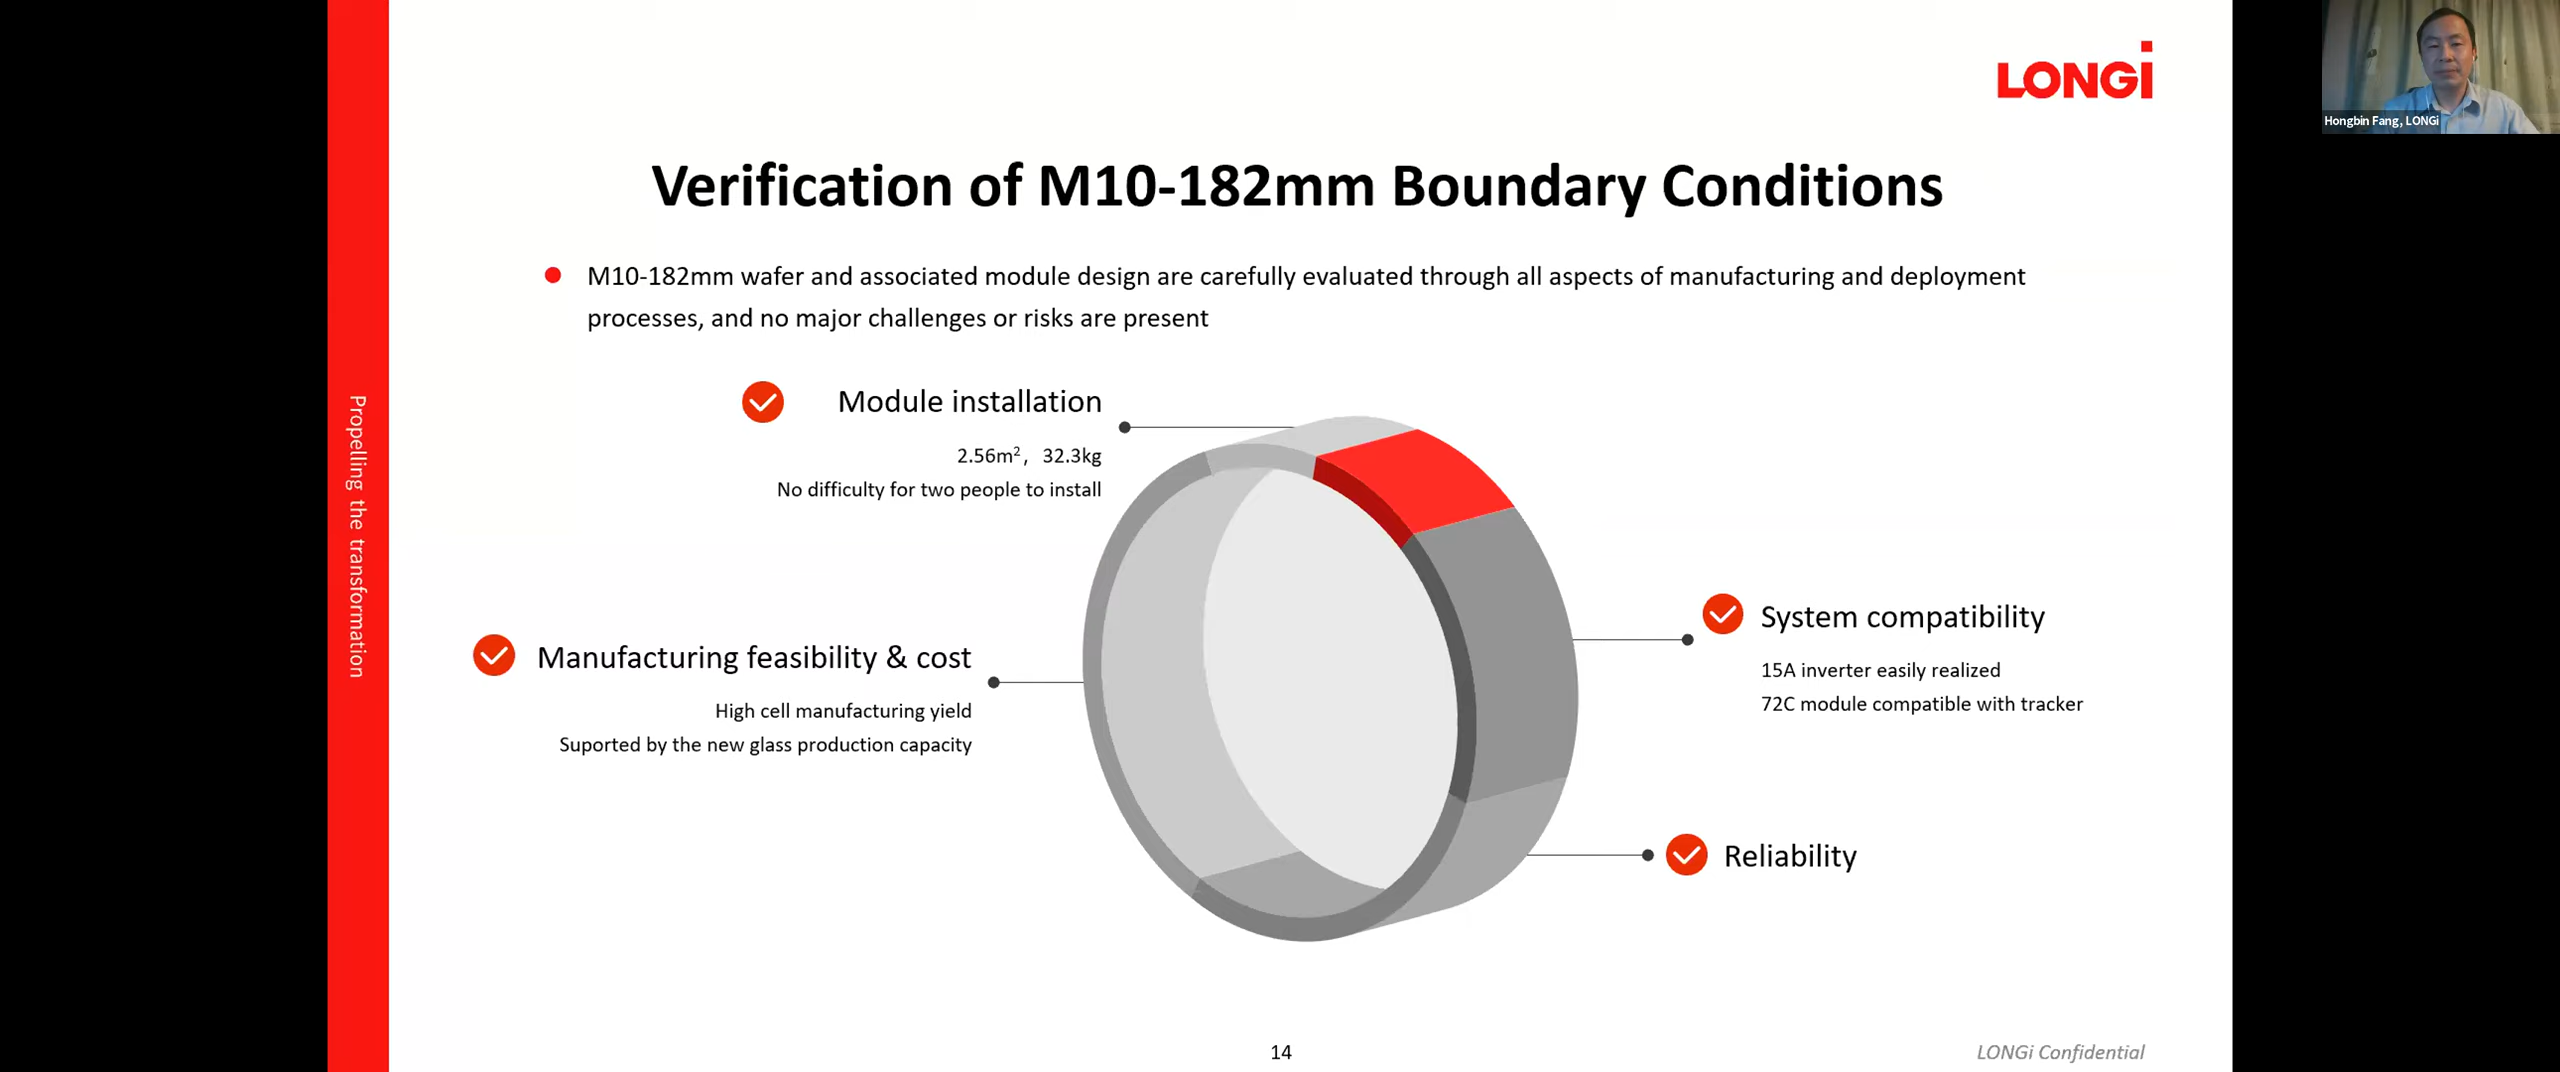 LONGi
Hongbin Fang, LONGi
Verification of M10-182mm Boundary Conditions
M10-182mm wafer and associated module design are carefully evaluated through all aspects of manufacturing and deployment
processes, and no major challenges or risks are present
Propelling the transformation
Module installation
2.56m², 32.3kg
No difficulty for two people to install
Manufacturing feasibility & cost
High cell manufacturing yield
Suported by the new glass production capacity
System compatibility
15A inverter easily realized
72C module compatible with tracker
Reliability
14
LONGi Confidential